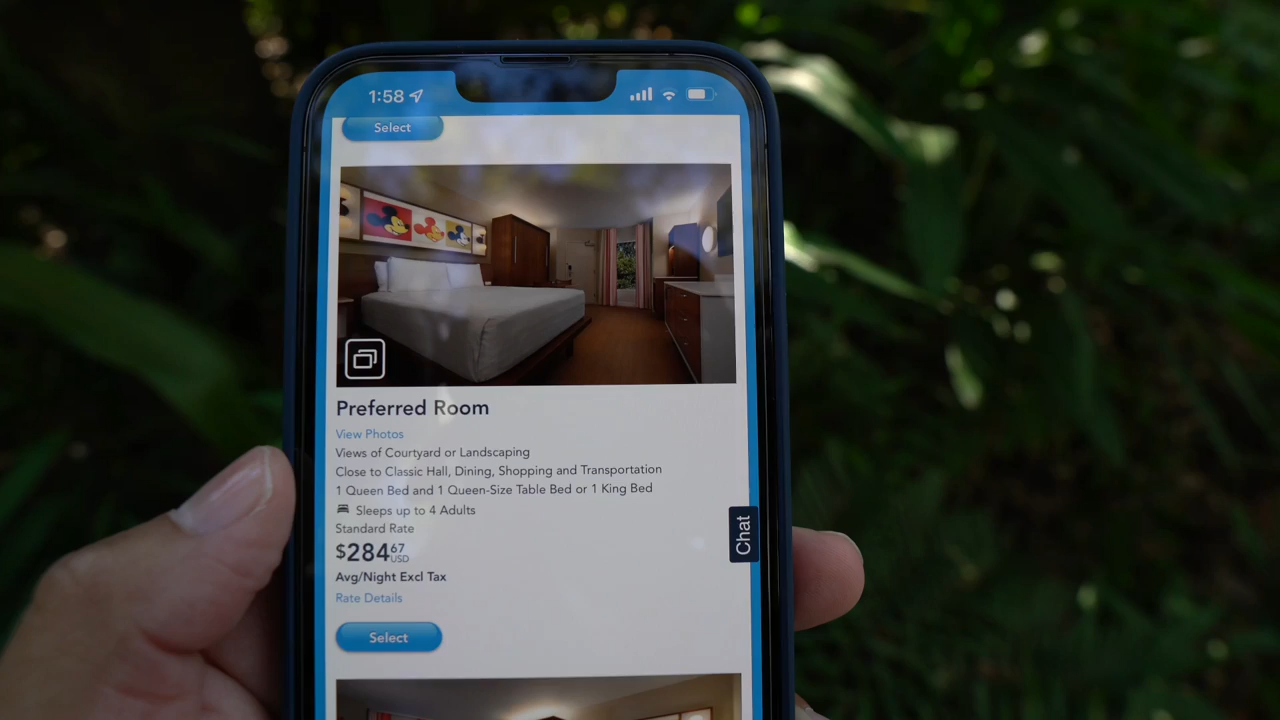 1:58
Select
Preferred Room
View Photos
Views of Courtyard or Landscaping
Close to Classic Hall, Dining, Shopping and Transportation
1 Queen Bed and 1 Queen-Size Table Bed or 1 King Bed
Sleeps up to 4 Adults
Standard Rate
$284 67 USD
Avg/Night Excl Tax
Rate Details
Select
Chat